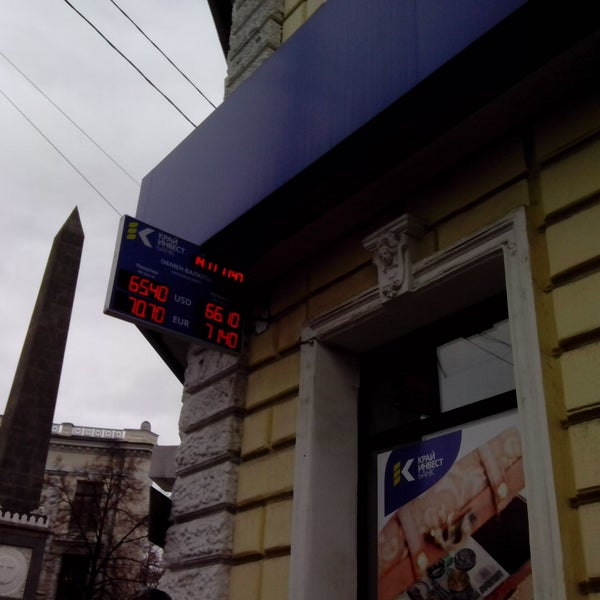 КРАЙ
ИНВЕСТ
БАНК
ОБМЕН ВАЛЮТ
65.40 USD 66.10
70.70 EUR 71.40
КРАЙ
ИНВЕСТ
БАНК